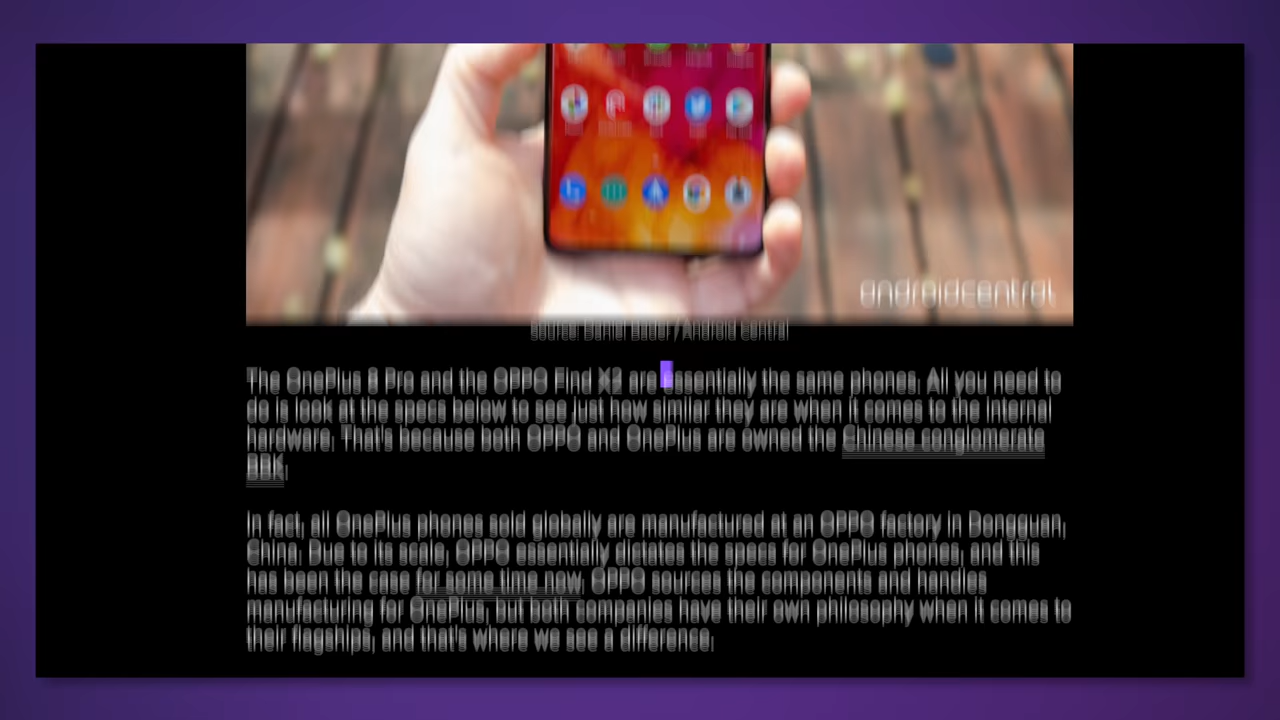 androidcentral
Source: Daniel Bader / Android Central
The OnePlus 8 Pro and the OPPO Find X2 are essentially the same phones. All you need to
do is look at the specs below to see just how similar they are when it comes to the internal
hardware. That's because both OPPO and OnePlus are owned the Chinese conglomerate
BBK.
In fact, all OnePlus phones sold globally are manufactured at an OPPO factory in Dongguan,
China. Due to its scale, OPPO essentially dictates the specs for OnePlus phones, and this
has been the case for some time now. OPPO sources the components and handles
manufacturing for OnePlus, but both companies have their own philosophy when it comes to
their flagships, and that's where we see a difference.